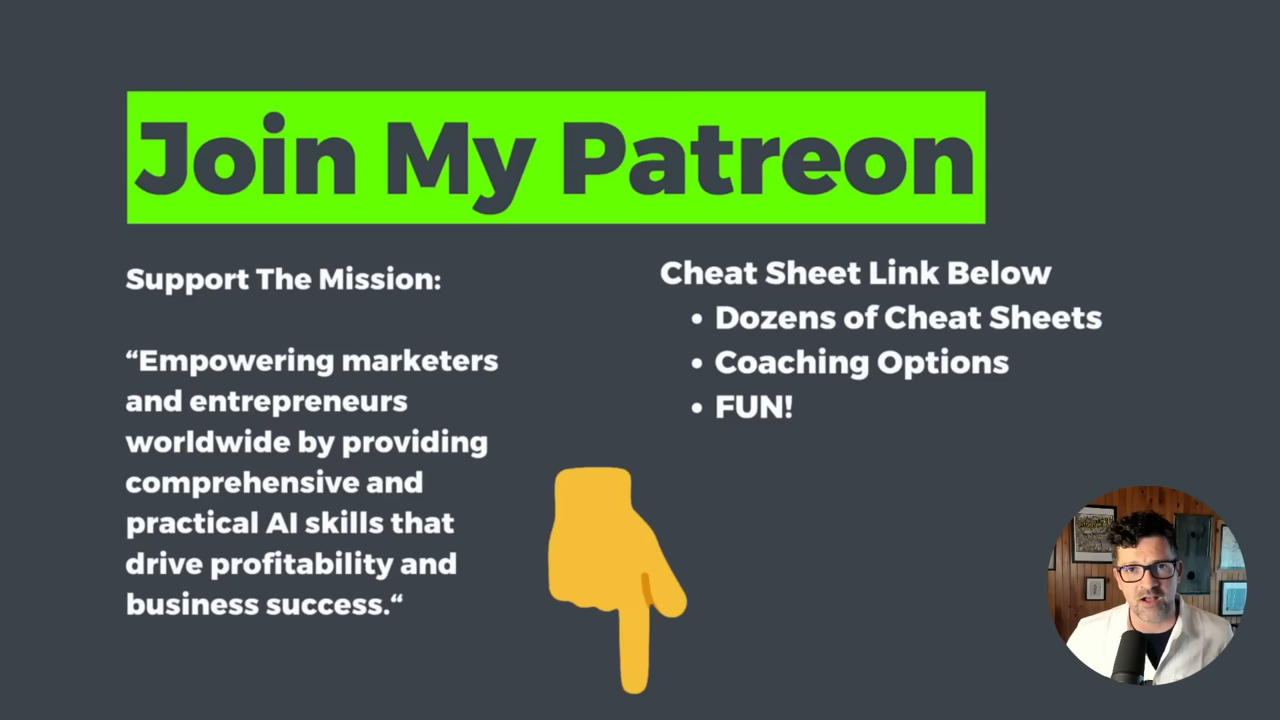 Join My Patreon
Support The Mission:
“Empowering marketers
and entrepreneurs
worldwide by providing
comprehensive and
practical AI skills that
drive profitability and
business success.“
Cheat Sheet Link Below
• Dozens of Cheat Sheets
• Coaching Options
• FUN!